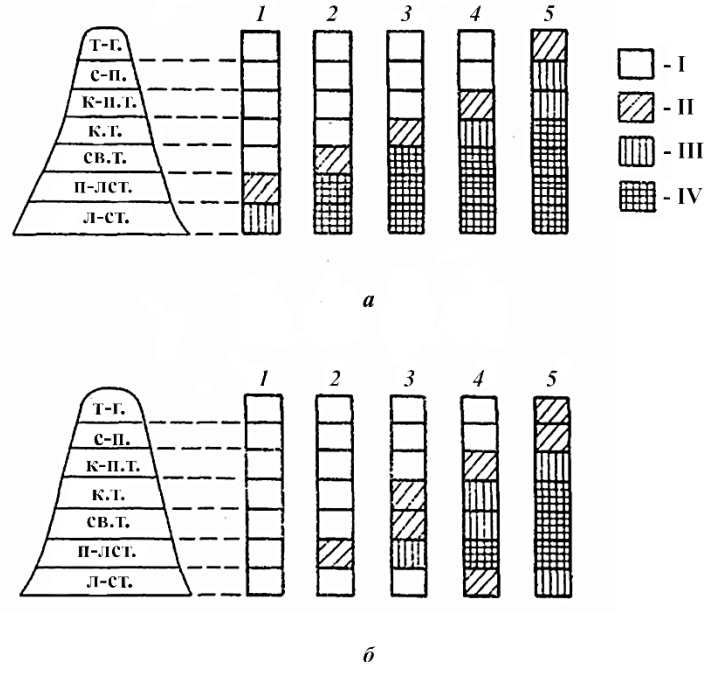 1 2 3 4 5
т-г.
с-п.
к-п.т.
к.т.
св.т.
п-лст.
л-ст.
- I
- II
- III
- IV
а
1 2 3 4 5
т-г.
с-п.
к-п.т.
к.т.
св.т.
п-лст.
л-ст.
б